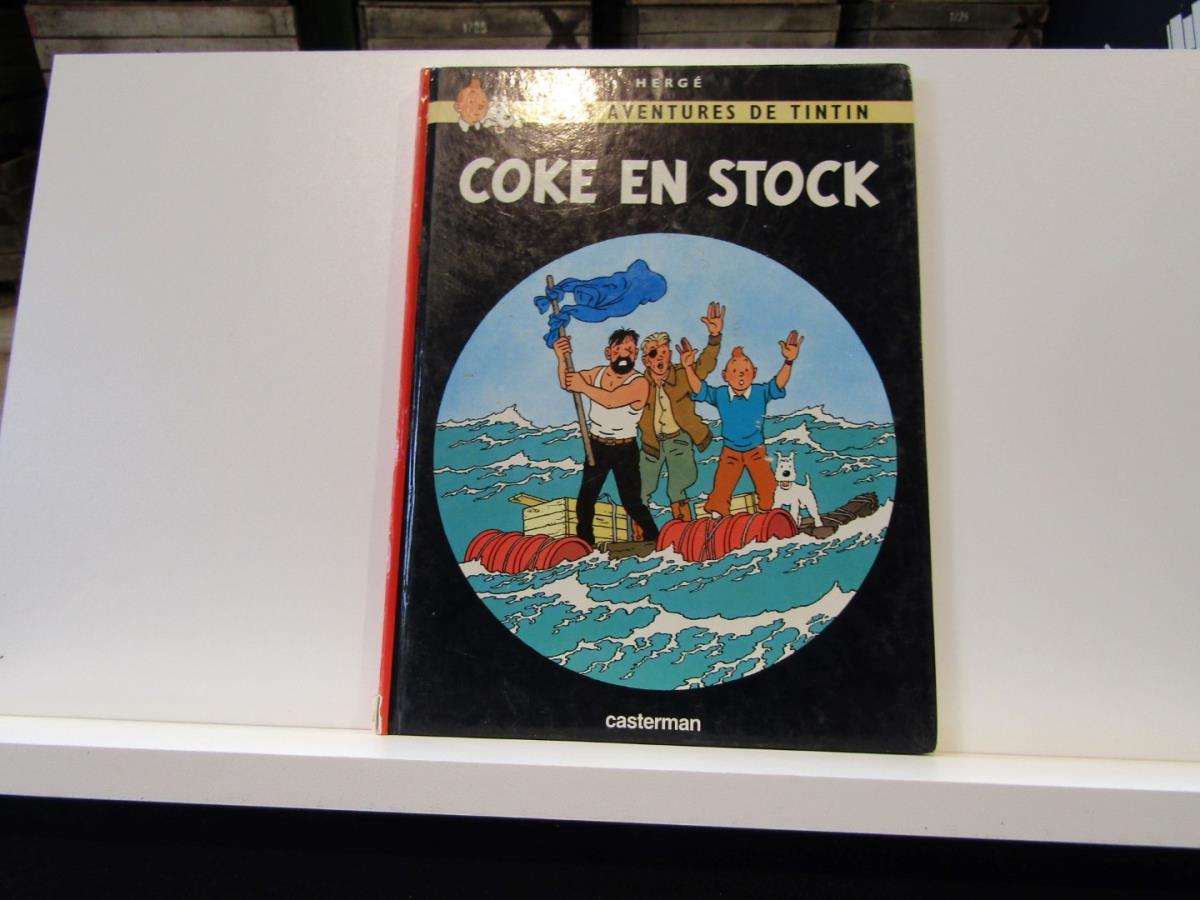 HERGÉ
AVENTURES DE TINTIN
COKE EN STOCK
casterman